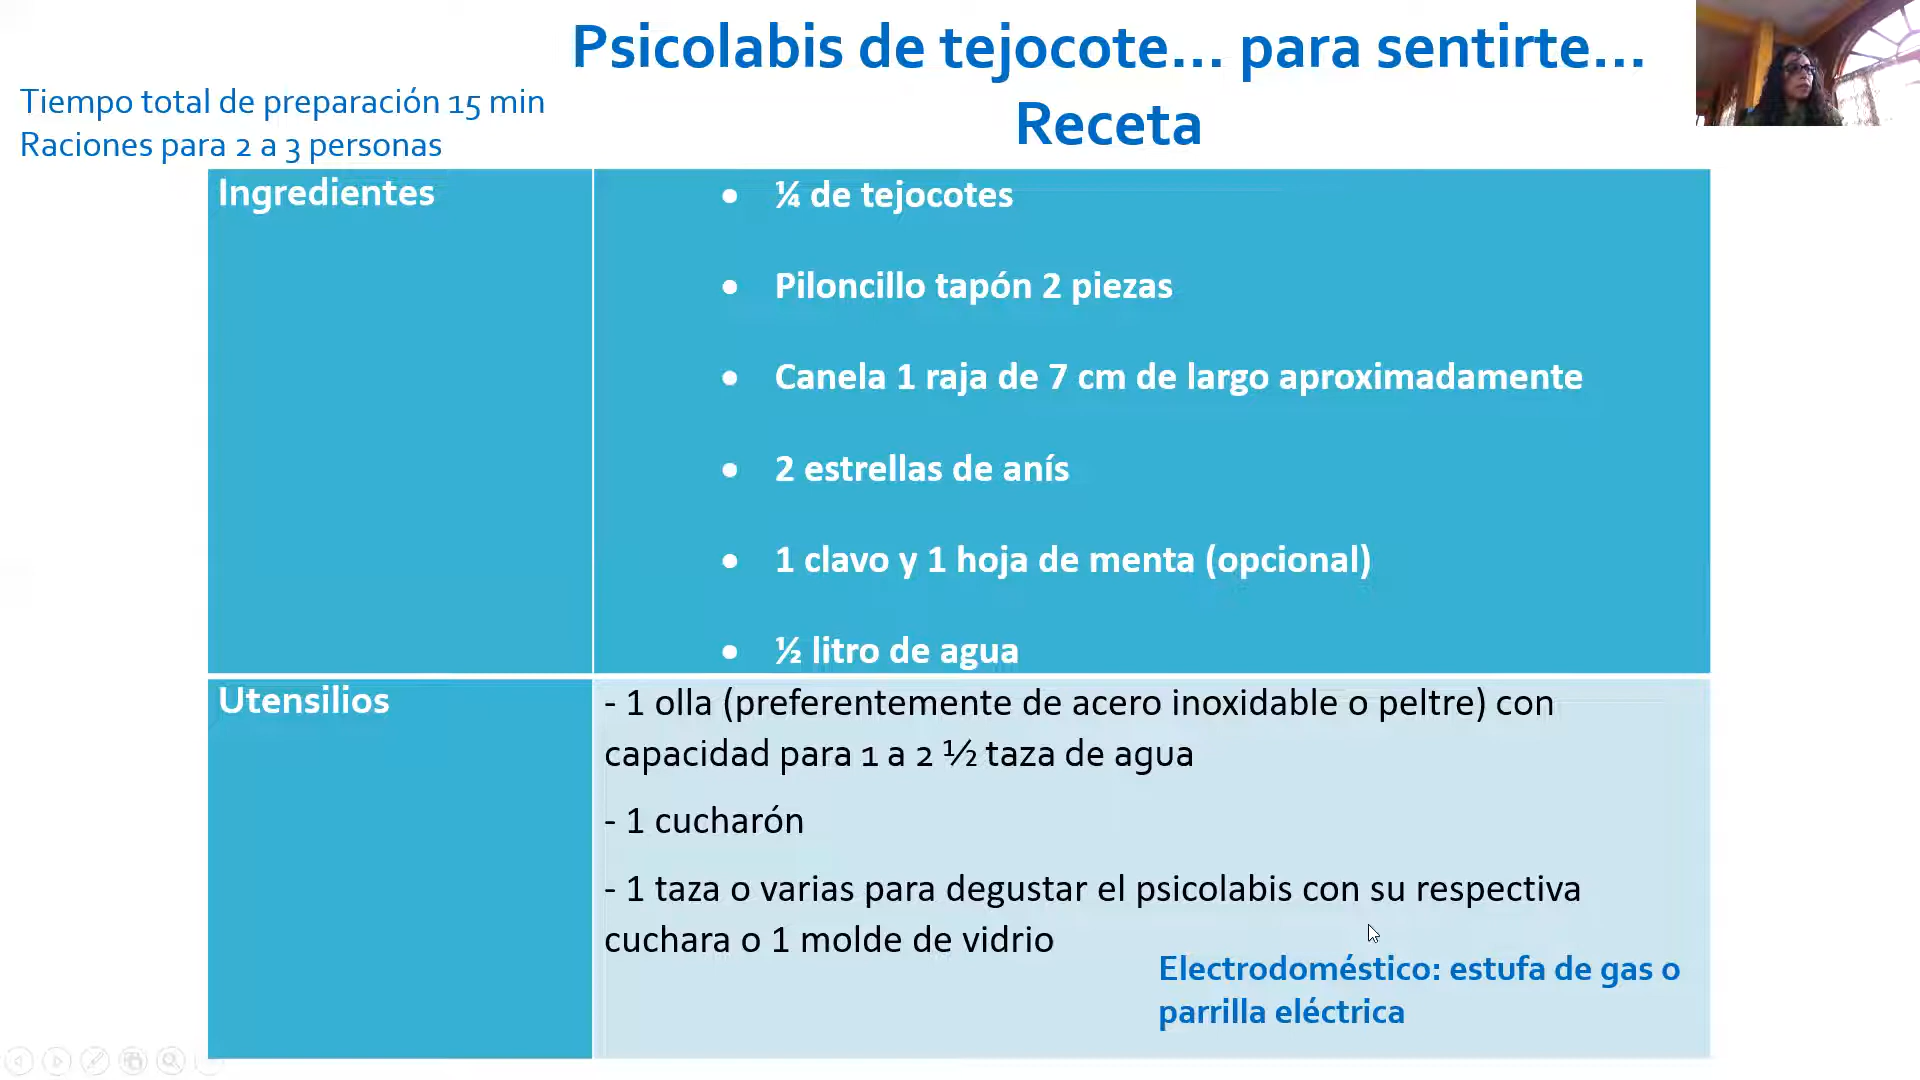 Psicolabis de tejocote... para sentirte...
Receta
Tiempo total de preparación 15 min
Raciones para 2 a 3 personas
Ingredientes
• ¼ de tejocotes
• Piloncillo tapón 2 piezas
• Canela 1 raja de 7 cm de largo aproximadamente
• 2 estrellas de anís
• 1 clavo y 1 hoja de menta (opcional)
• ½ litro de agua
Utensilios
- 1 olla (preferentemente de acero inoxidable o peltre) con
capacidad para 1 a 2 ½ taza de agua
- 1 cucharón
- 1 taza o varias para degustar el psicolabis con su respectiva
cuchara o 1 molde de vidrio
Electrodoméstico: estufa de gas o
parrilla eléctrica